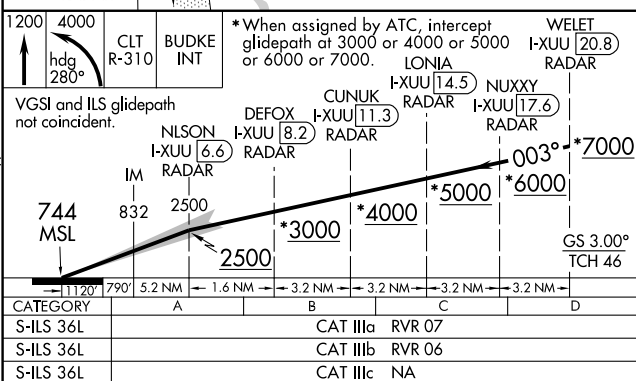 1200
4000
hdg
280°
CLT
R-310
BUDKE
INT
*When assigned by ATC, intercept
glidepath at 3000 or 4000 or 5000
or 6000 or 7000.
WELET
I-XUU 20.8
RADAR
LONIA
I-XUU 14.5
RADAR
NUXXY
I-XUU 17.6
RADAR
CUNUK
I-XUU 11.3
RADAR
DEFOX
I-XUU 8.2
RADAR
NLSON
I-XUU 6.6
RADAR
VGSI and ILS glidepath
not coincident.
IM
832
744
MSL
2500
2500
*3000
*4000
*5000
*6000
003°
*7000
GS 3.00°
TCH 46
1120' 790' 5.2 NM 1.6 NM 3.2 NM 3.2 NM 3.2 NM 3.2 NM
CATEGORY A B C D
S-ILS 36L CAT IIIa RVR 07
S-ILS 36L CAT IIIb RVR 06
S-ILS 36L CAT IIIc NA